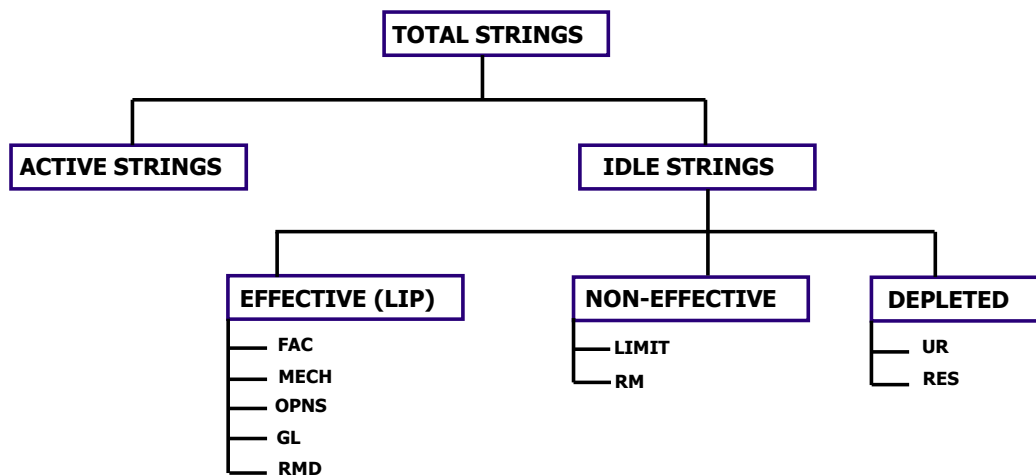 TOTAL STRINGS
ACTIVE STRINGS
IDLE STRINGS
EFFECTIVE (LIP)
FAC
MECH
OPNS
GL
RMD
NON-EFFECTIVE
LIMIT
RM
DEPLETED
UR
RES